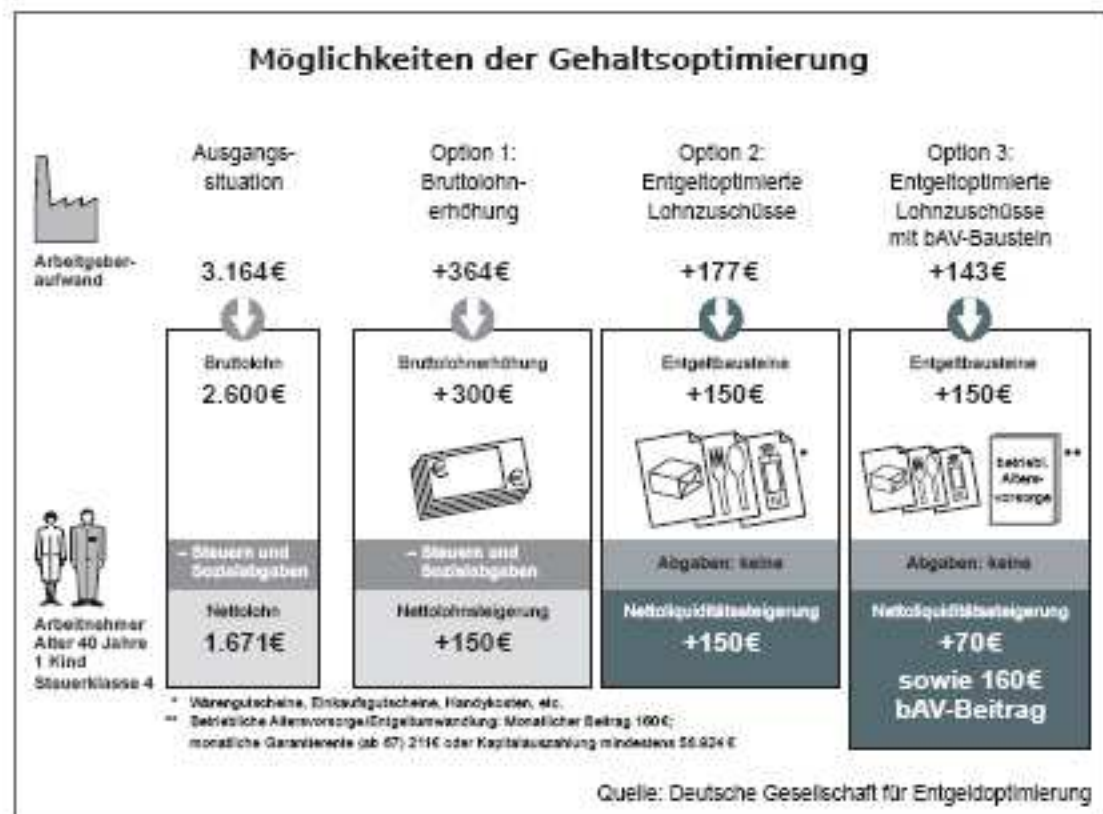 Möglichkeiten der Gehaltsoptimierung
Ausgangs-
situation
Option 1:
Bruttolohn-
erhöhung
Option 2:
Entgeltoptimierte
Lohnzuschüsse
Option 3:
Entgeltoptimierte
Lohnzuschüsse
mit bAV-Baustein
Arbeitgeber-
aufwand
3.164€
+364€
+177€
+143€
Bruttolohn
2.600€
Bruttolohnerhöhung
+300€
Entgeltbausteine
+150€
Entgeltbausteine
+150€
€
€
*
betriebl.
Alters-
vorsorge
**
– Steuern und
Sozialabgaben
– Steuern und
Sozialabgaben
Abgaben: keine
Abgaben: keine
Arbeitnehmer
Alter 40 Jahre
1 Kind
Steuerklasse 4
Nettolohn
1.671€
Nettolohnsteigerung
+150€
Nettoliquiditätssteigerung
+150€
Nettoliquiditätssteigerung
+70€
sowie 160€
bAV-Beitrag
* Warengutscheine, Einkaufsgutscheine, Handykosten, etc.
** Betriebliche Altersvorsorge/Entgeltumwandlung: Monatlicher Beitrag 160€;
monatliche Garantierente (ab 67) 211€ oder Kapitalauszahlung mindestens €
Quelle: Deutsche Gesellschaft für Entgeldoptimierung